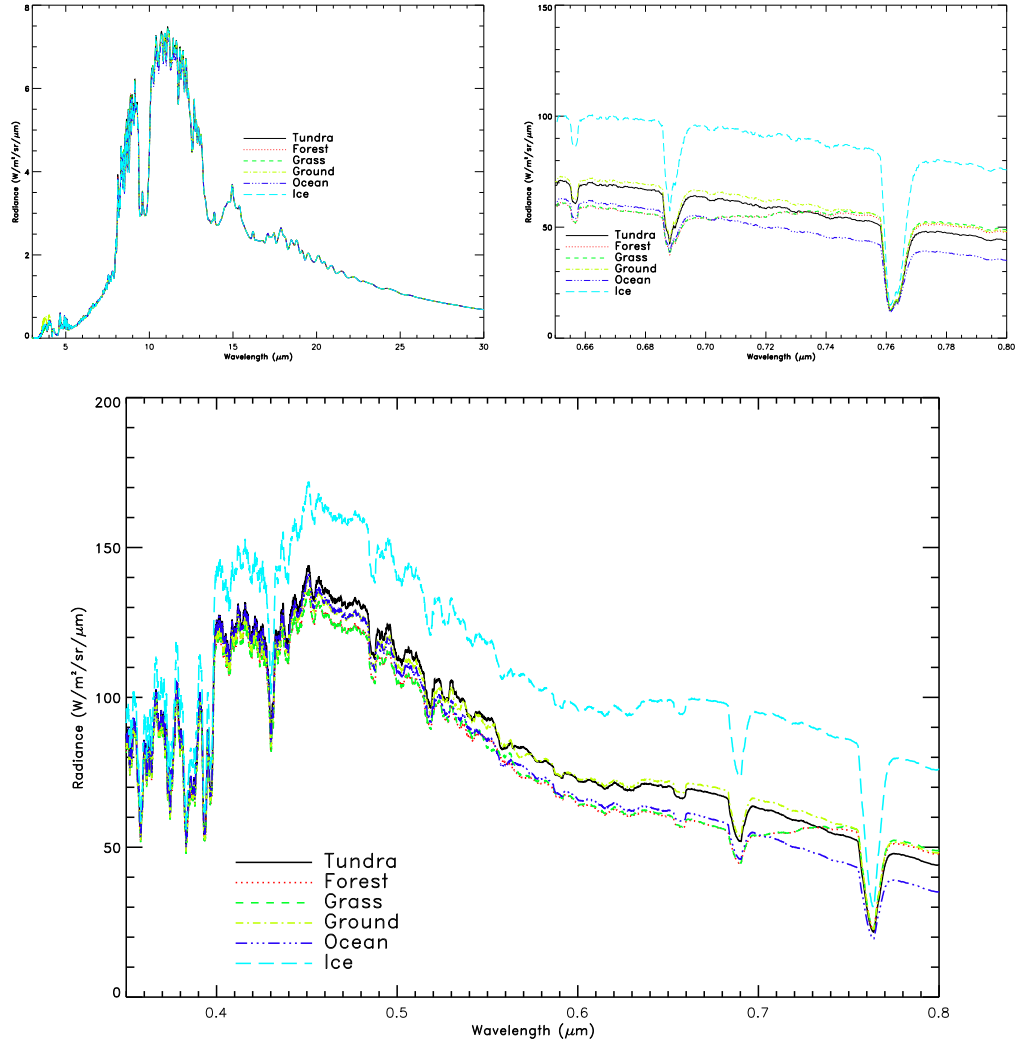 8
6
4
2
0
Radiance (W/m²/sr/μm)
Tundra
Forest
Grass
Ground
Ocean
Ice
5
10
15
20
25
30
Wavelength (μm)
150
100
50
0
Radiance (W/m²/sr/μm)
Tundra
Forest
Grass
Ground
Ocean
Ice
0.66
0.68
0.70
0.72
0.74
0.76
0.78
0.80
Wavelength (μm)
200
150
100
50
0
Radiance (W/m²/sr/μm)
Tundra
Forest
Grass
Ground
Ocean
Ice
0.4
0.5
0.6
0.7
0.8
Wavelength (μm)